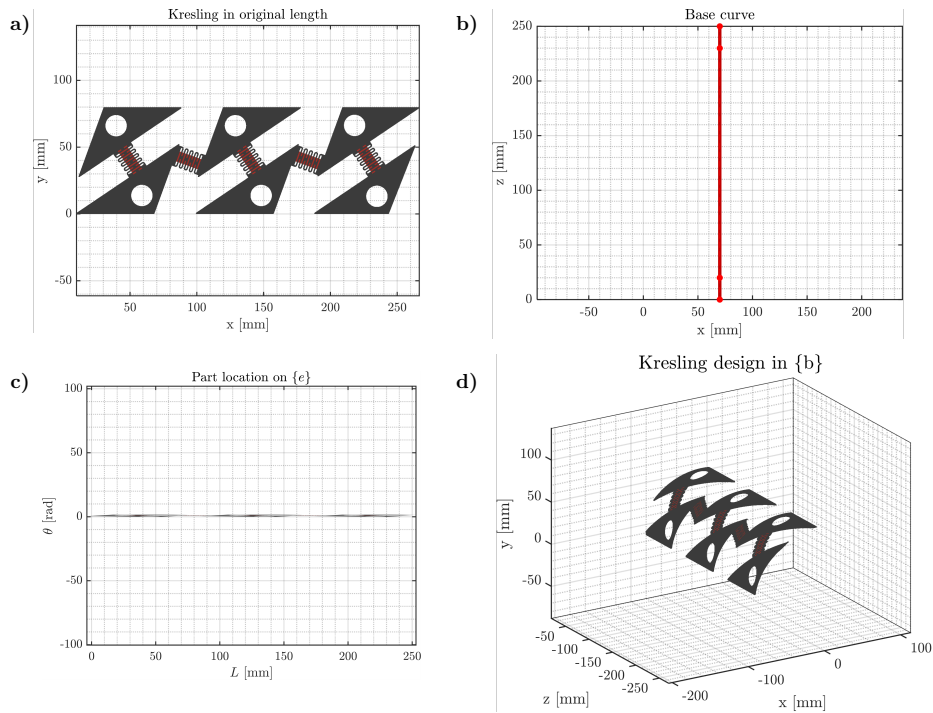 a)
Kresling in original length
100
50
0
-50
y [mm]
50
100
150
200
250
x [mm]
b)
Base curve
250
200
150
100
50
0
z [mm]
-50
0
50
100
150
200
x [mm]
c)
Part location on {e}
100
50
0
-50
-100
θ [rad]
0
50
100
150
200
250
L [mm]
d)
Kresling design in {b}
100
50
0
-50
y [mm]
-50
-100
-150
-200
-250
z [mm]
-200
-100
0
100
x [mm]